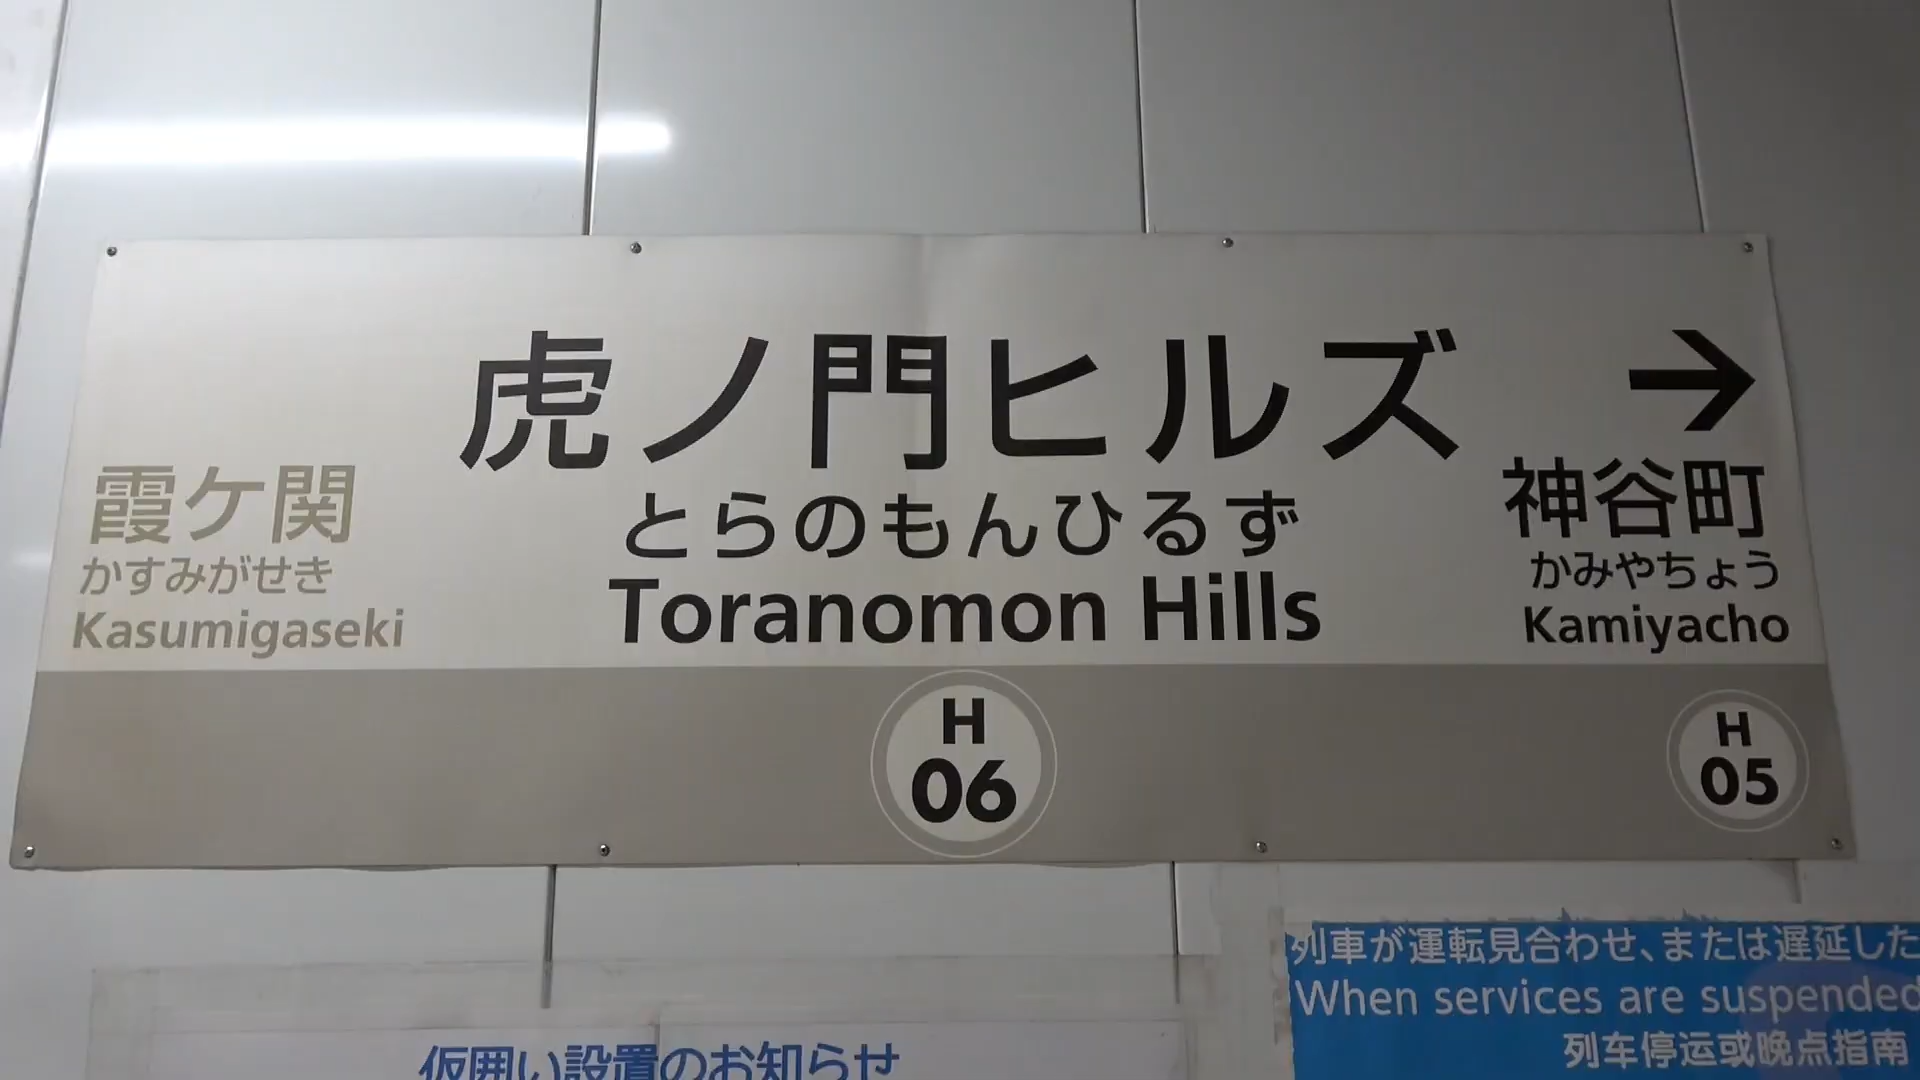 虎ノ門ヒルズ
とらのもんひるず
Toranomon Hills
霞ケ関
かすみがせき
Kasumigaseki
→
神谷町
かみやちょう
Kamiyacho
H
06
H
05
仮囲い設置のお知らせ
列車が運転見合わせ、または遅延した
When services are suspended
列车停运或晚点指南